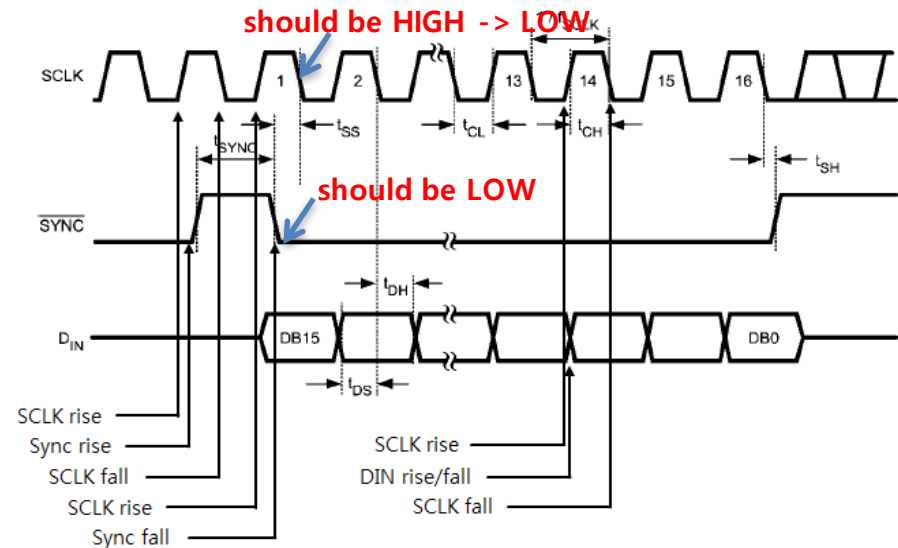 should be HIGH -> LOW
SCLK
1
2
13
14
15
16
tSS
tCL
tCH
tSYNC
tSH
should be LOW
SYNC
tDH
DIN
DB15
DB0
tDS
SCLK rise
Sync rise
SCLK fall
SCLK rise
Sync fall
SCLK rise
DIN rise/fall
SCLK fall